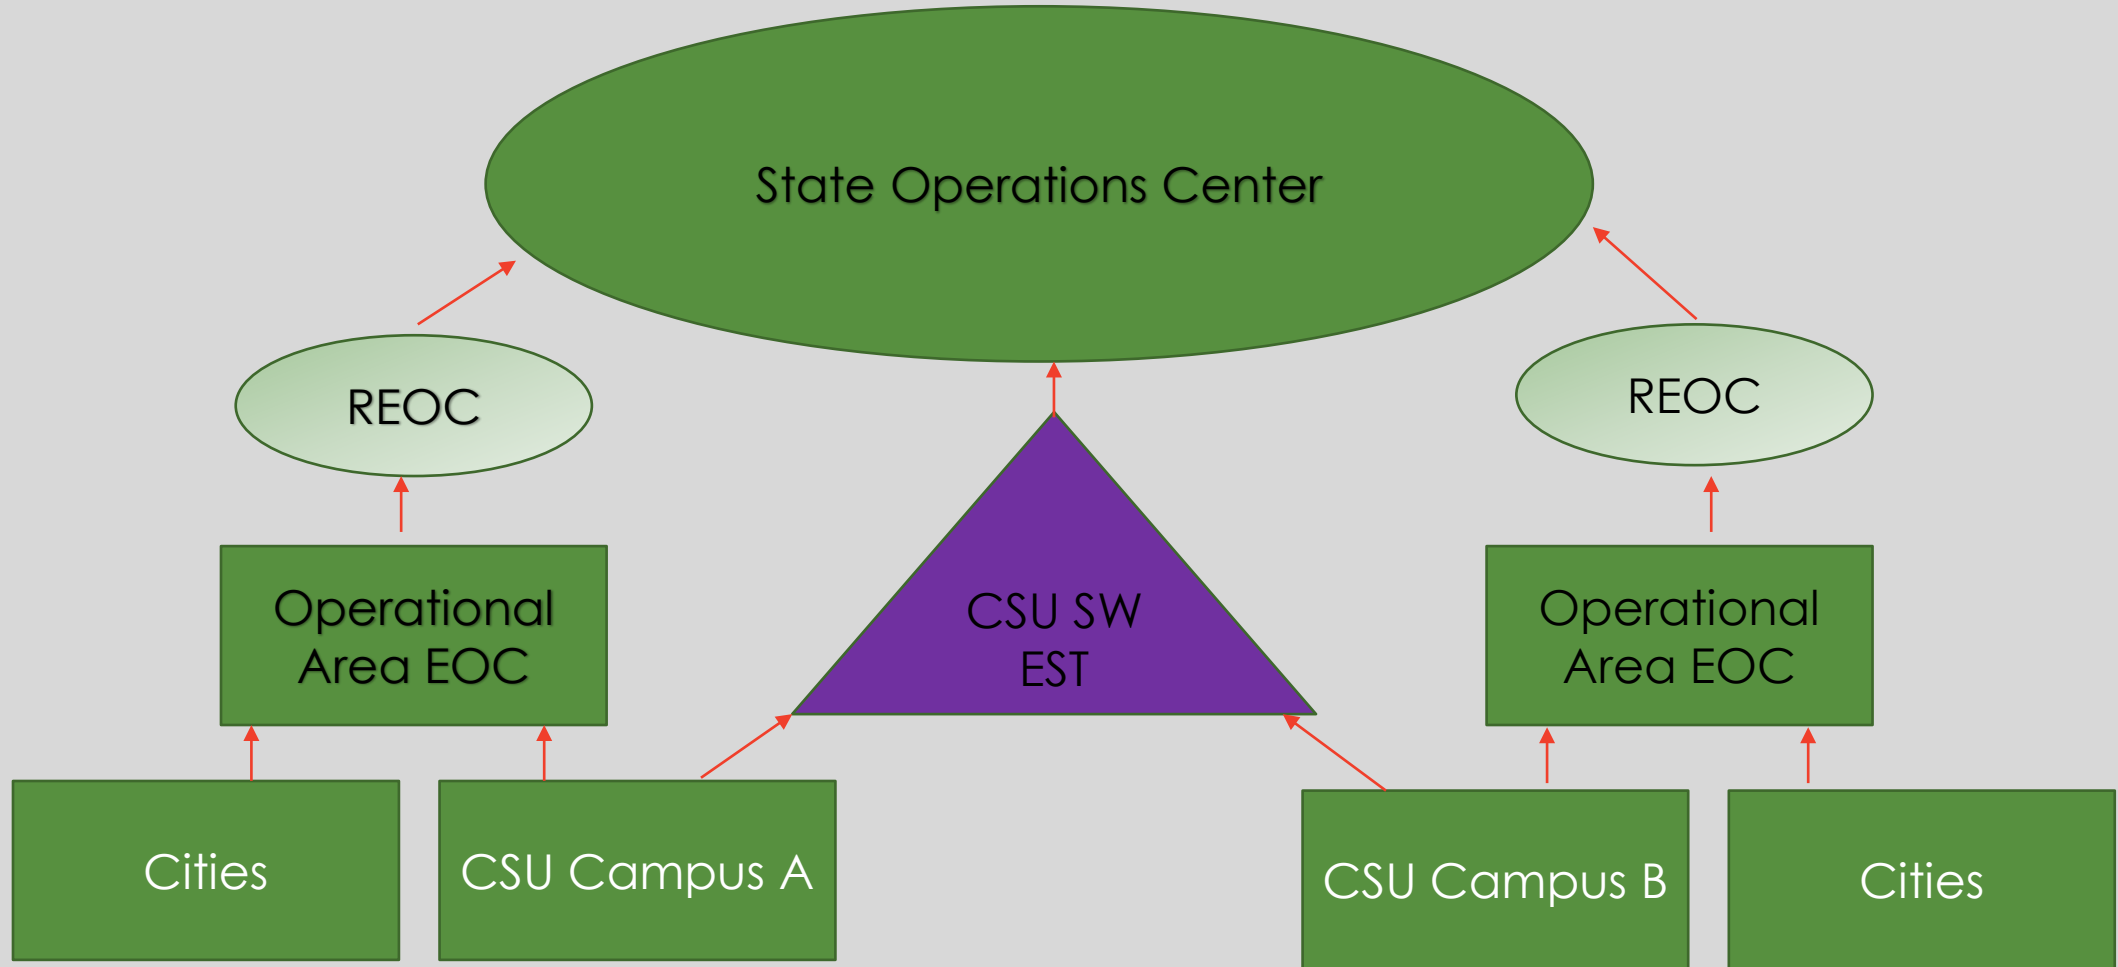 State Operations Center
REOC
REOC
Operational
Area EOC
CSU SW
EST
Operational
Area EOC
Cities
CSU Campus A
CSU Campus B
Cities